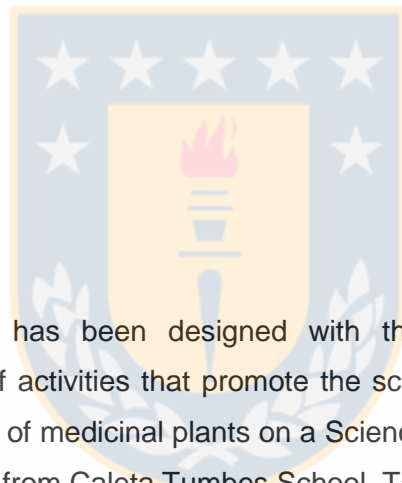 has been designed with th
f activities that promote the sc
of medicinal plants on a Scienc
from Caleta Tumbes School. T